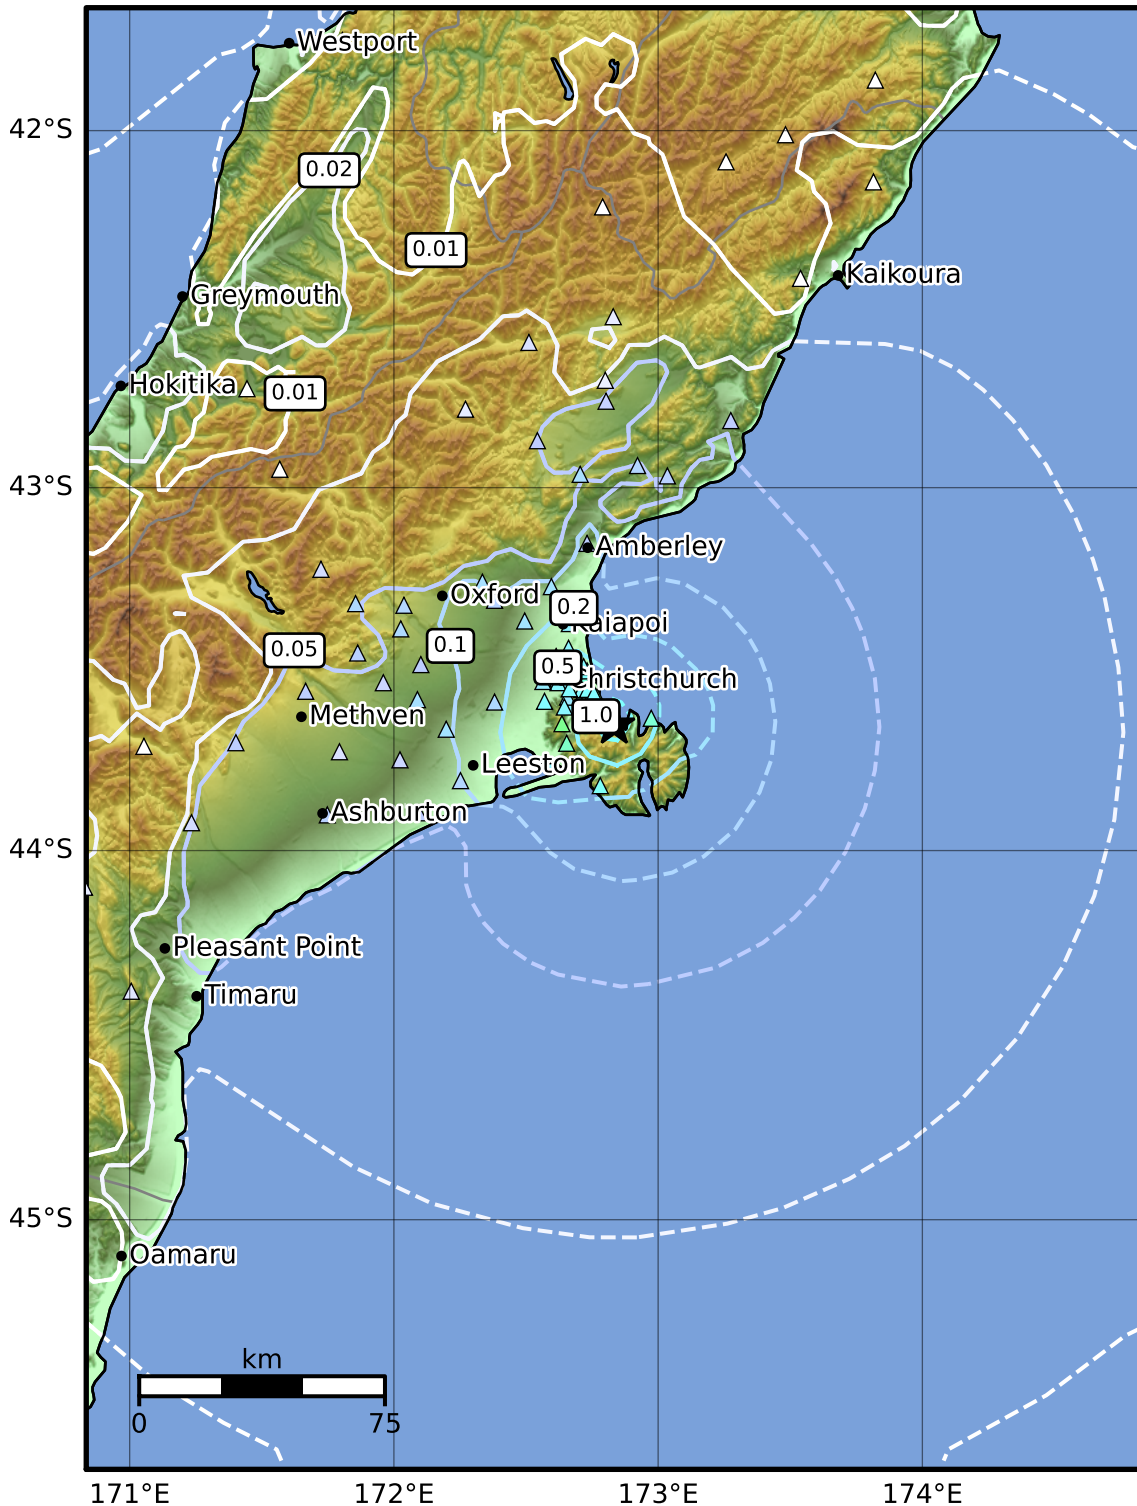 Westport
42°S
0.02
0.01
Kaikoura
Greymouth
Hokitika
0.01
43°S
Amberley
Oxford
0.2
Kaiapoi
0.1
0.05
0.5
Christchurch
1.0
Methven
Leeston
Ashburton
44°S
Pleasant Point
Timaru
45°S
Oamaru
km
0 75
171°E 172°E 173°E 174°E